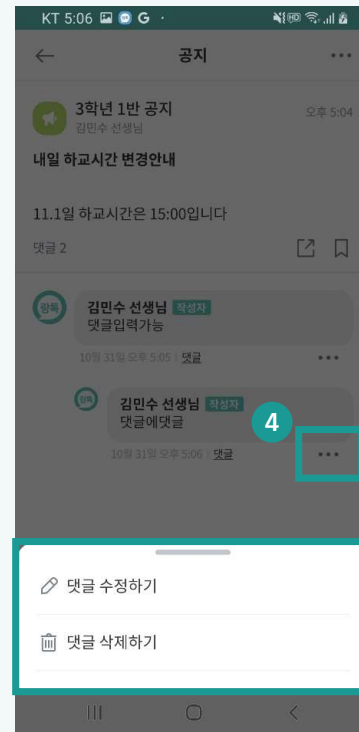 KT 5:06 G
HD
공지
3학년 1반 공지
오후 5:04
김민수 선생님
내일 하교시간 변경안내
11.1일 하교시간은 15:00입니다
댓글 2
김민수 선생님 작성자
댓글입력가능
10월 31일 오후 5:05 | 댓글
김민수 선생님 작성자
댓글에댓글
4
10월 31일 오후 5:06 | 댓글
댓글 수정하기
댓글 삭제하기